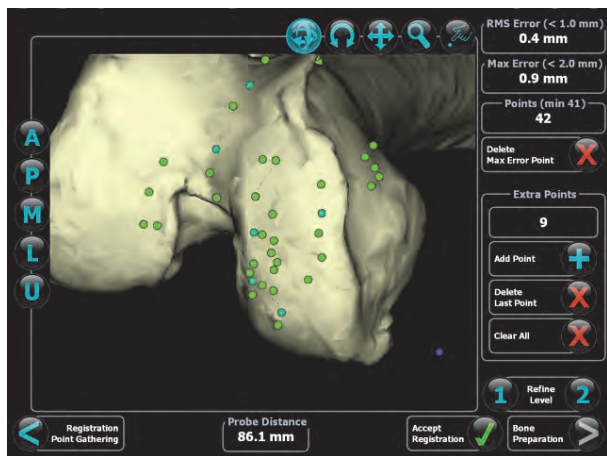 RMS Error (< 1.0 mm)
0.4 mm
Max Error (< 2.0 mm)
0.9 mm
Points (min 41)
42
Delete
Max Error Point
X
A
P
M
L
U
Extra Points
9
Add Point
Delete
Last Point
X
Clear All
X
1
Refine
Level
2
Registration
Point Gathering
Probe Distance
86.1 mm
Accept
Registration
Bone
Preparation